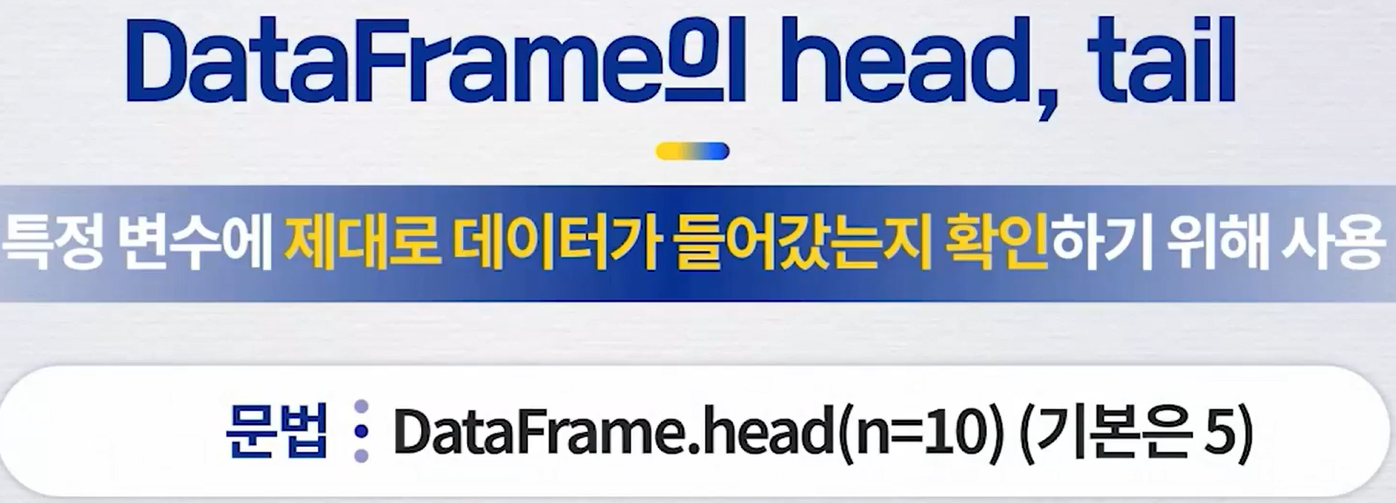 DataFrame의 head, tail
특정 변수에 제대로 데이터가 들어갔는지 확인하기 위해 사용
문법 DataFrame.head(n=10) (기본은 5)